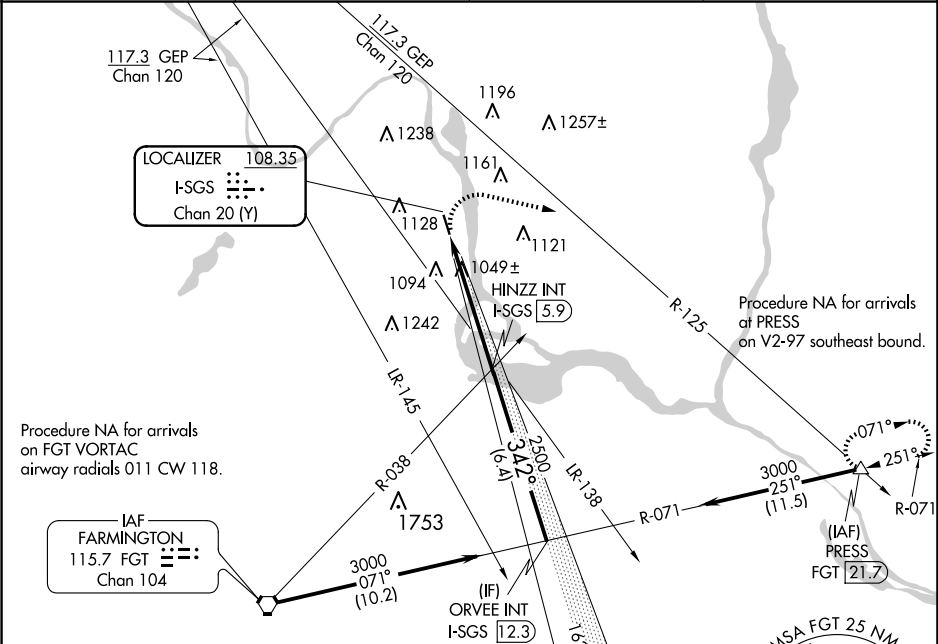 117.3 GEP
Chan 120
117.3 GEP
Chan 120
1196
1257±
1238
1161
LOCALIZER 108.35
I-SGS
Chan 20 (Y)
1128
1121
1094
1049±
HINZZ INT
I-SGS 5.9
1242
R-125
Procedure NA for arrivals
at PRESS
on V2-97 southeast bound.
LR-145
Procedure NA for arrivals
on FGT VORTAC
airway radials 011 CW 118.
R-038
342°
2500
(6.4)
LR-138
071°
251°
R-071
3000
251°
(11.5)
R-071
1753
IAF
FARMINGTON
115.7 FGT
Chan 104
3000
071°
(10.2)
(IF)
ORVEE INT
I-SGS 12.3
(IAF)
PRESS
FGT 21.7
MSA FGT 25 NM